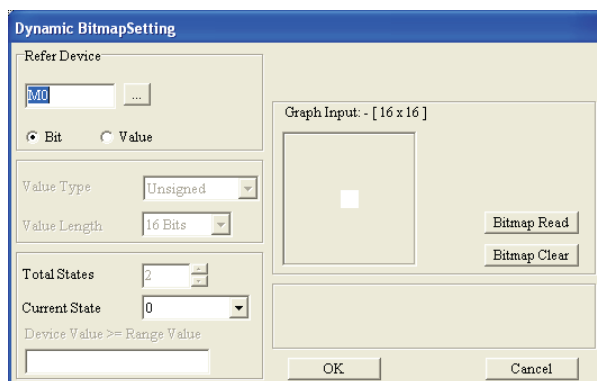 Dynamic BitmapSetting
Refer Device
M0
...
Bit
Value
Value Type
Unsigned
Value Length
16 Bits
Total States
2
Current State
0
Device Value >= Range Value
Graph Input: - [ 16 x 16 ]
Bitmap Read
Bitmap Clear
OK
Cancel